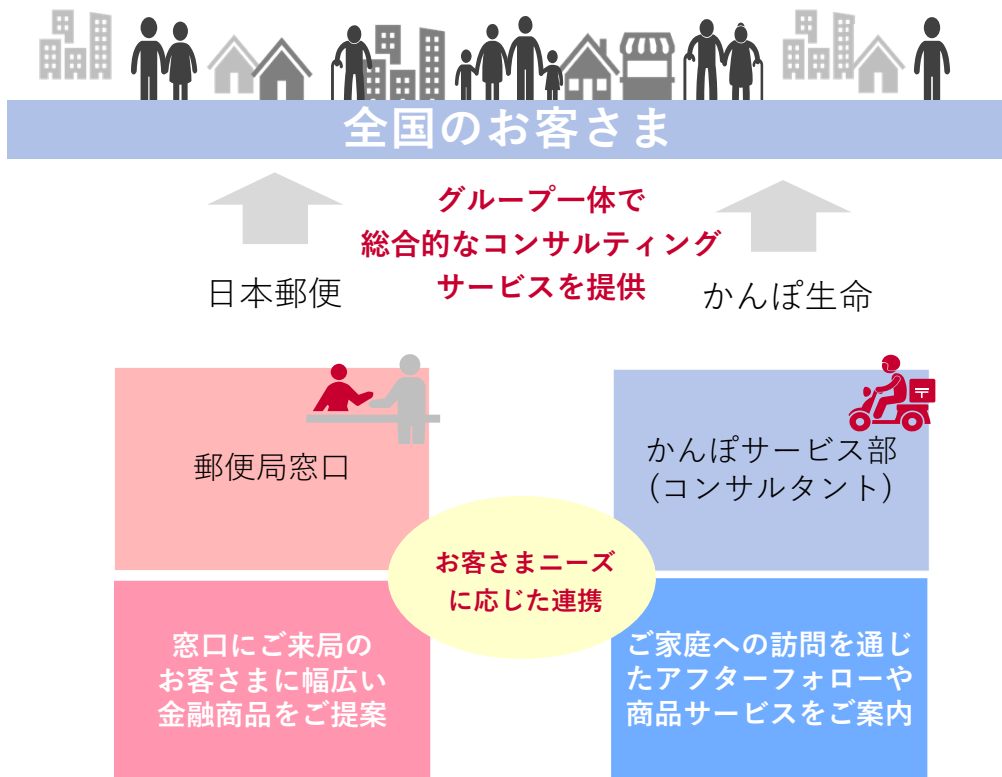 全国のお客さま
グループ一体で
総合的なコンサルティング
サービスを提供
日本郵便
かんぽ生命
〒
郵便局窓口
かんぽサービス部
(コンサルタント)
お客さまニーズ
に応じた連携
窓口にご来局の
お客さまに幅広い
金融商品をご提案
ご家庭への訪問を通じ
たアフターフォローや
商品サービスをご案内